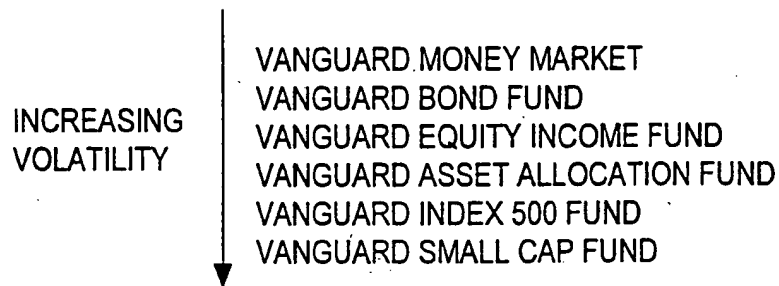 VANGUARD MONEY MARKET
VANGUARD BOND FUND
INCREASING
VOLATILITY
VANGUARD EQUITY INCOME FUND
VANGUARD ASSET ALLOCATION FUND
VANGUARD INDEX 500 FUND
VANGUARD SMALL CAP FUND